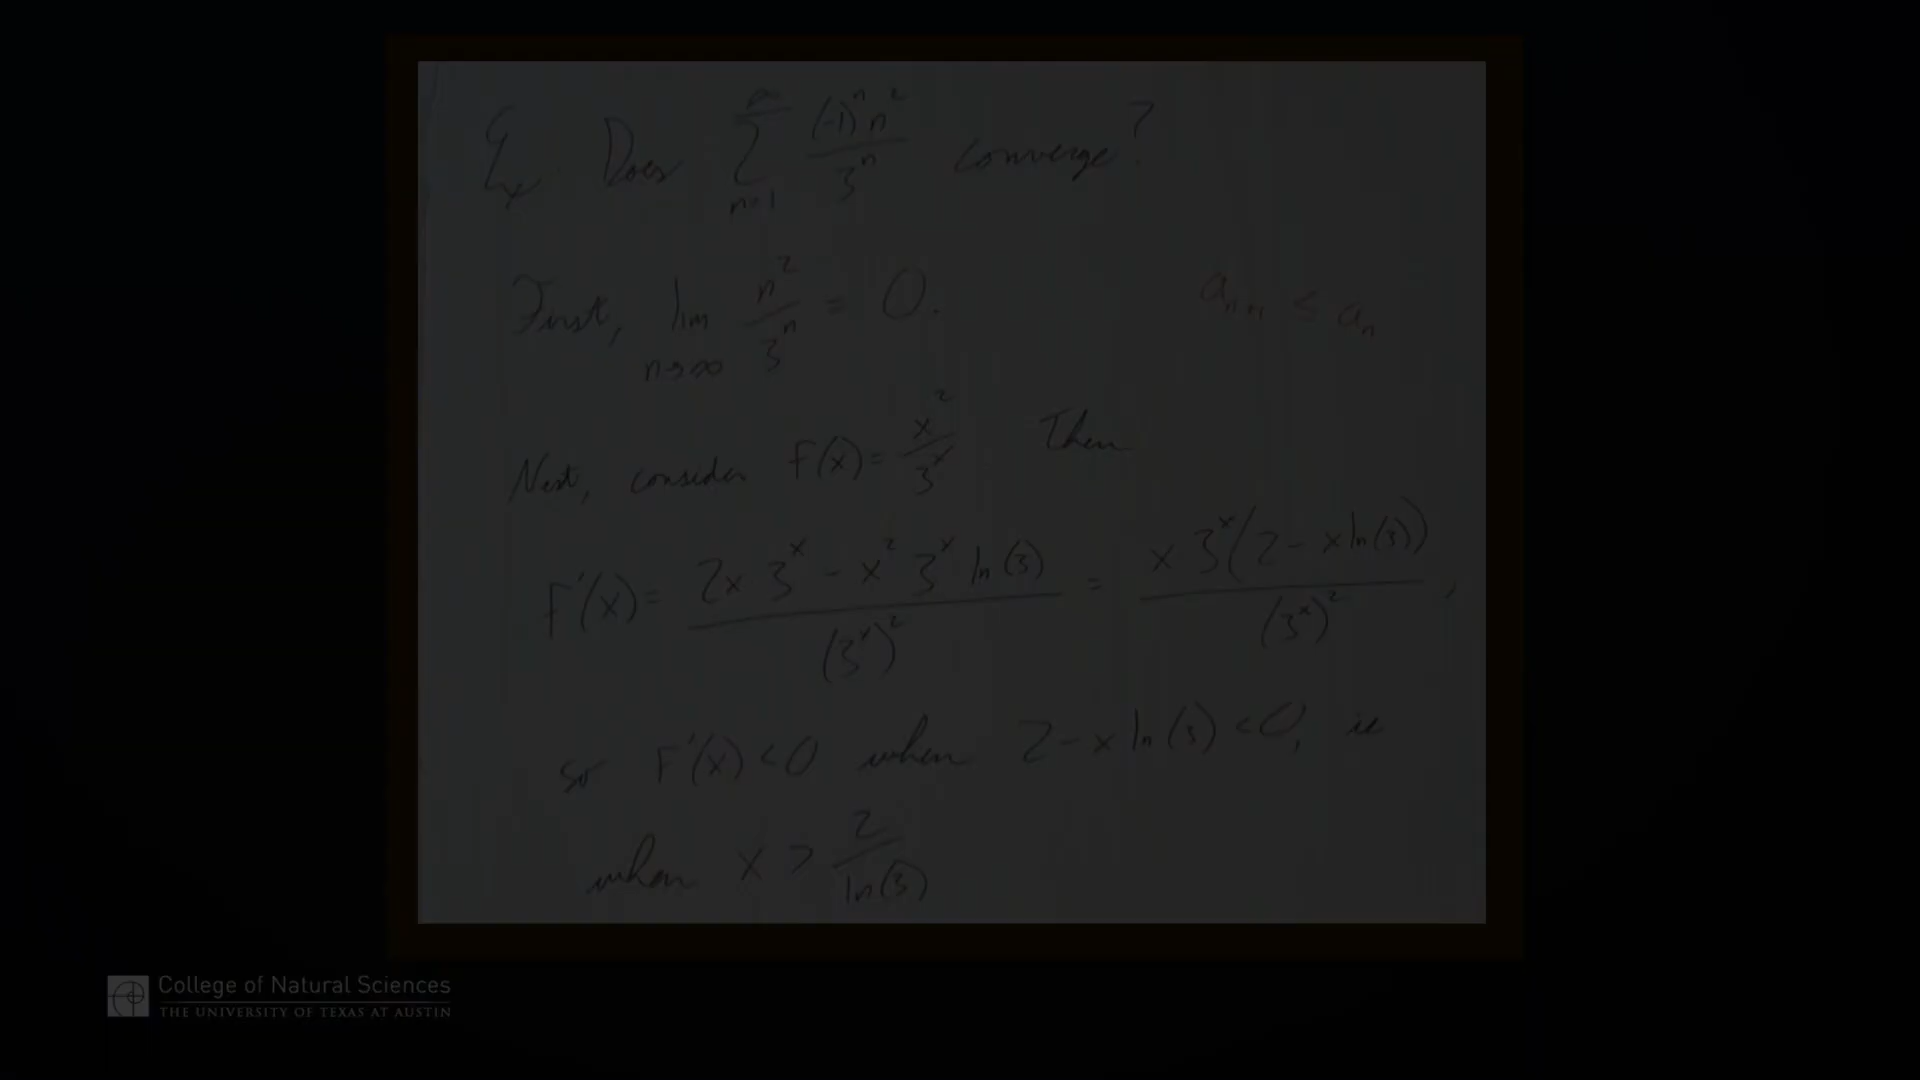 Ex Does ∑_{n=1}^{∞} (-1)^n n^2 / 3^n converge?
First, lim_{n→∞} n^2 / 3^n = 0. a_{n+1} ≤ a_n
Next, consider f(x) = x^2 / 3^x Then
f'(x) = (2x 3^x - x^2 3^x ln(3)) / (3^x)^2 = x 3^x (2 - x ln(3)) / (3^x)^2 ,
so f'(x) < 0 when 2 - x ln(3) < 0, ie
when x > 2 / ln(3)
College of Natural Sciences
THE UNIVERSITY OF TEXAS AT AUSTIN